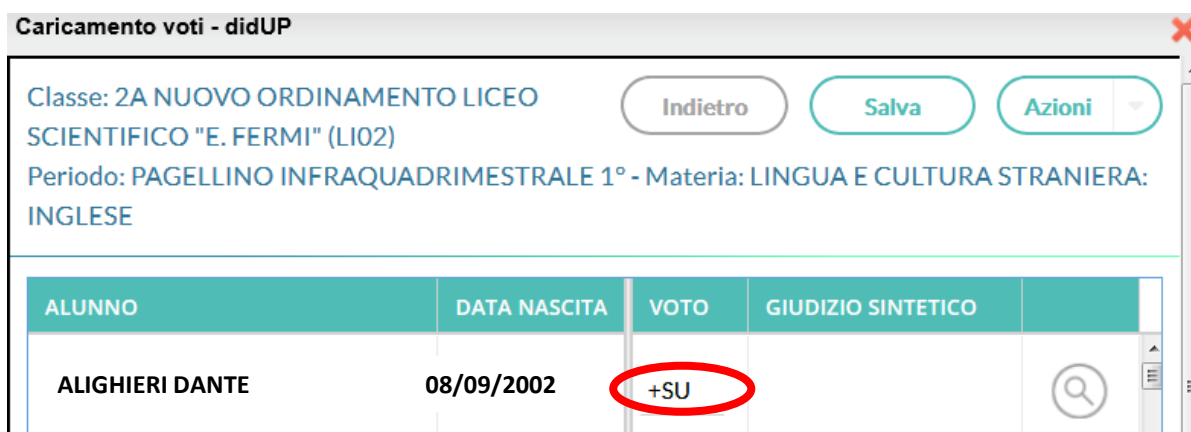 Caricamento voti - didUP
Classe: 2A NUOVO ORDINAMENTO LICEO
SCIENTIFICO "E. FERMI" (LI02)
Indietro
Salva
Azioni
Periodo: PAGELLINO INFRAQUADRIMESTRALE 1° - Materia: LINGUA E CULTURA STRANIERA:
INGLESE
ALUNNO DATA NASCITA VOTO GIUDIZIO SINTETICO
ALIGHIERI DANTE 08/09/2002 +SU